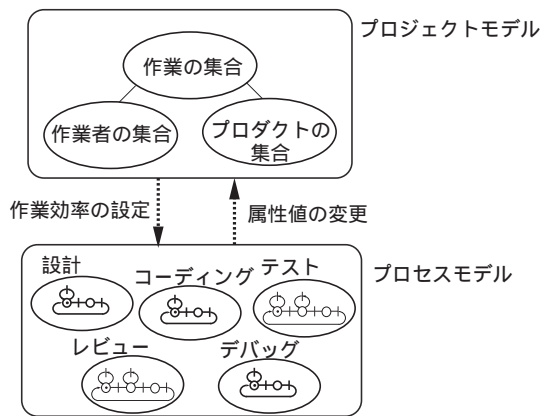 プロジェクトモデル
作業の集合
作業者の集合
プロダクトの
集合
作業効率の設定
属性値の変更
プロセスモデル
設計
コーディング
テスト
レビュー
デバッグ